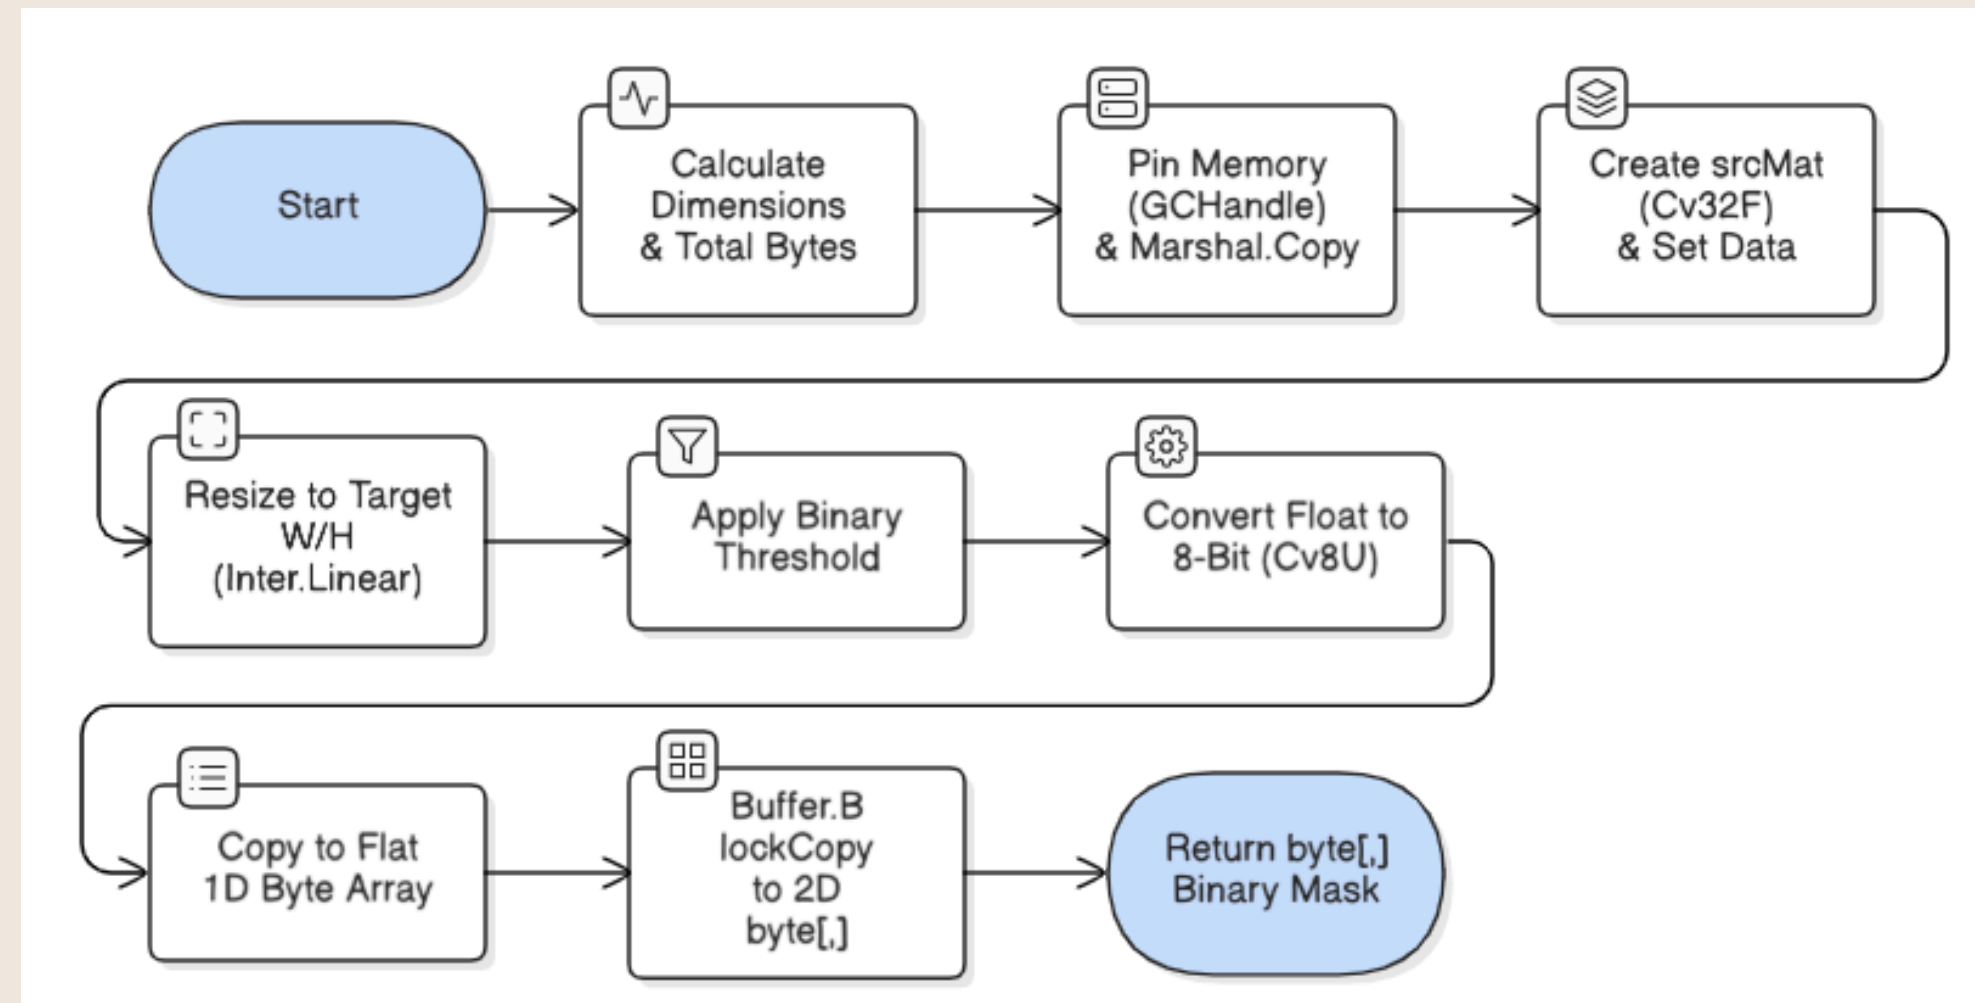 Start
Calculate
Dimensions
& Total Bytes
Pin Memory
(GCHandle)
& Marshal.Copy
Create srcMat
(Cv32F)
& Set Data
Resize to Target
W/H
(Inter.Linear)
Apply Binary
Threshold
Convert Float to
8-Bit (Cv8U)
Copy to Flat
1D Byte Array
Buffer.B
lockCopy
to 2D
byte[,]
Return byte[,]
Binary Mask